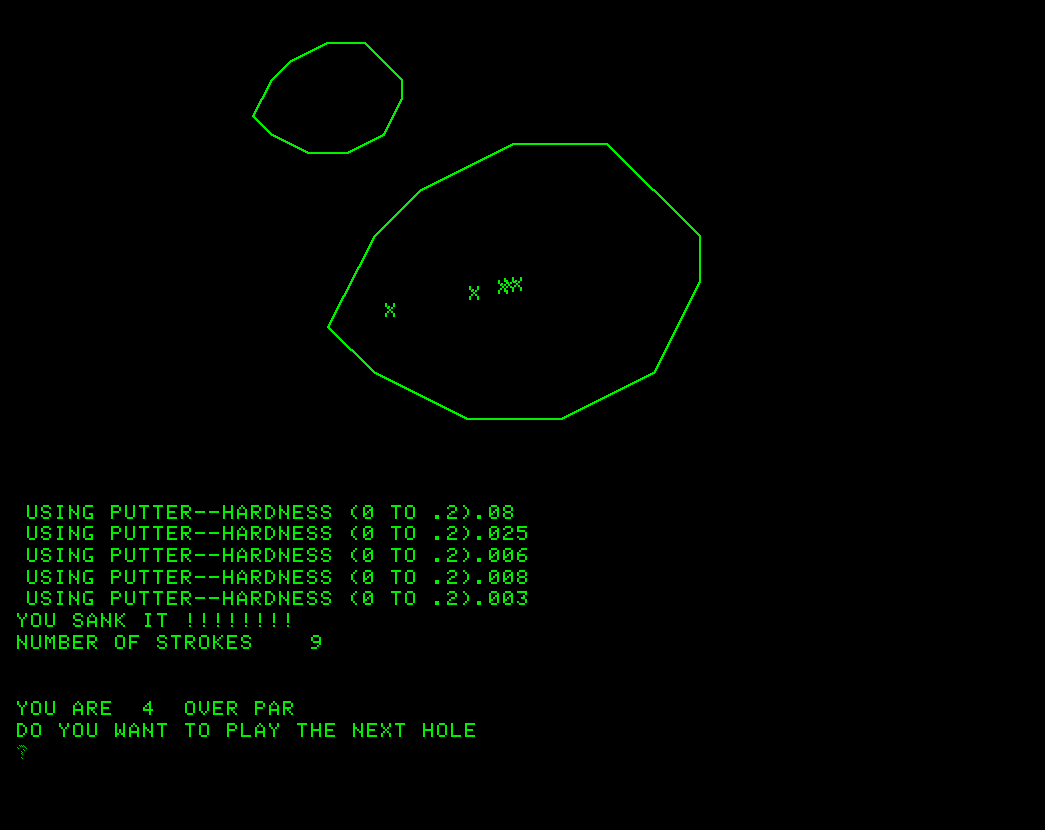 X X XXX
USING PUTTER--HARDNESS (0 TO .2).08
USING PUTTER--HARDNESS (0 TO .2).025
USING PUTTER--HARDNESS (0 TO .2).006
USING PUTTER--HARDNESS (0 TO .2).008
USING PUTTER--HARDNESS (0 TO .2).003
YOU SANK IT !!!!!!!!
NUMBER OF STROKES    9
YOU ARE  4  OVER PAR
DO YOU WANT TO PLAY THE NEXT HOLE
?